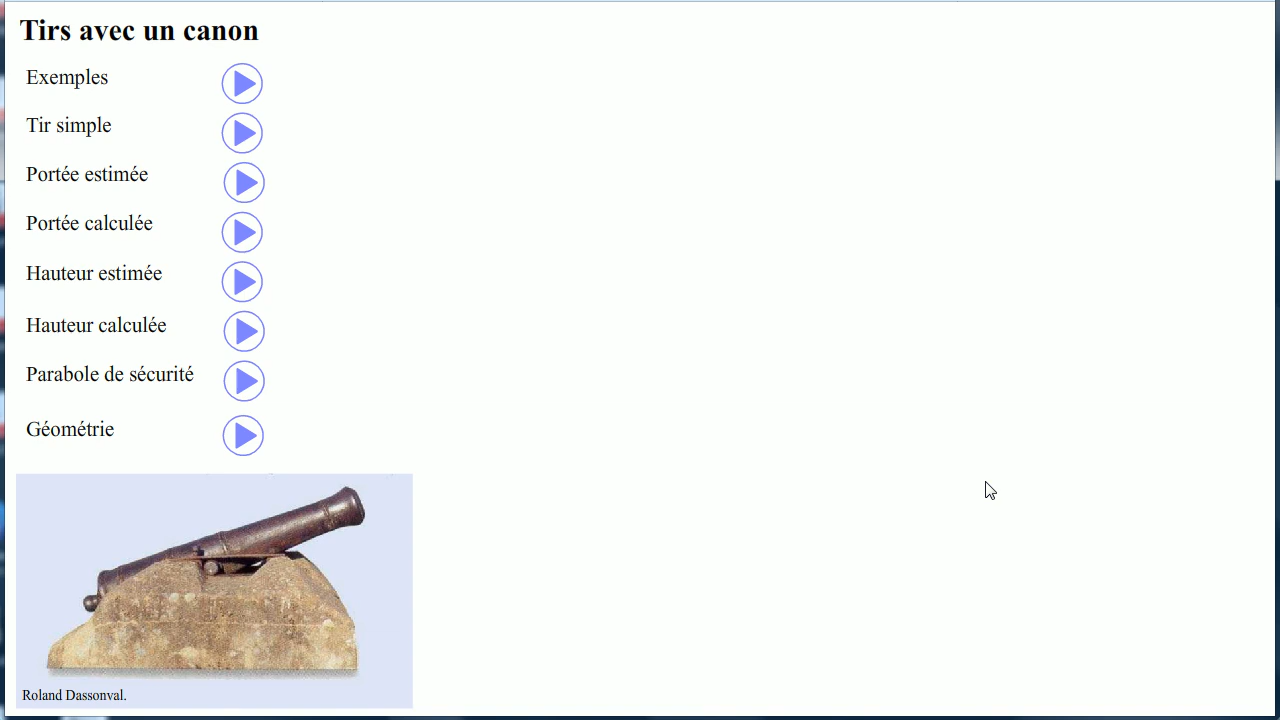 Tirs avec un canon
Exemples
Tir simple
Portée estimée
Portée calculée
Hauteur estimée
Hauteur calculée
Parabole de sécurité
Géométrie
Roland Dassonval.